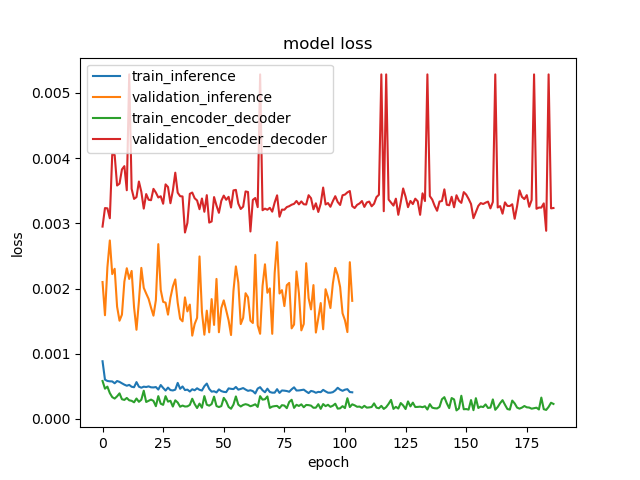 model loss
train_inference
validation_inference
train_encoder_decoder
validation_encoder_decoder
0.005
0.004
0.003
0.002
0.001
0.000
loss
0 25 50 75 100 125 150 175
epoch